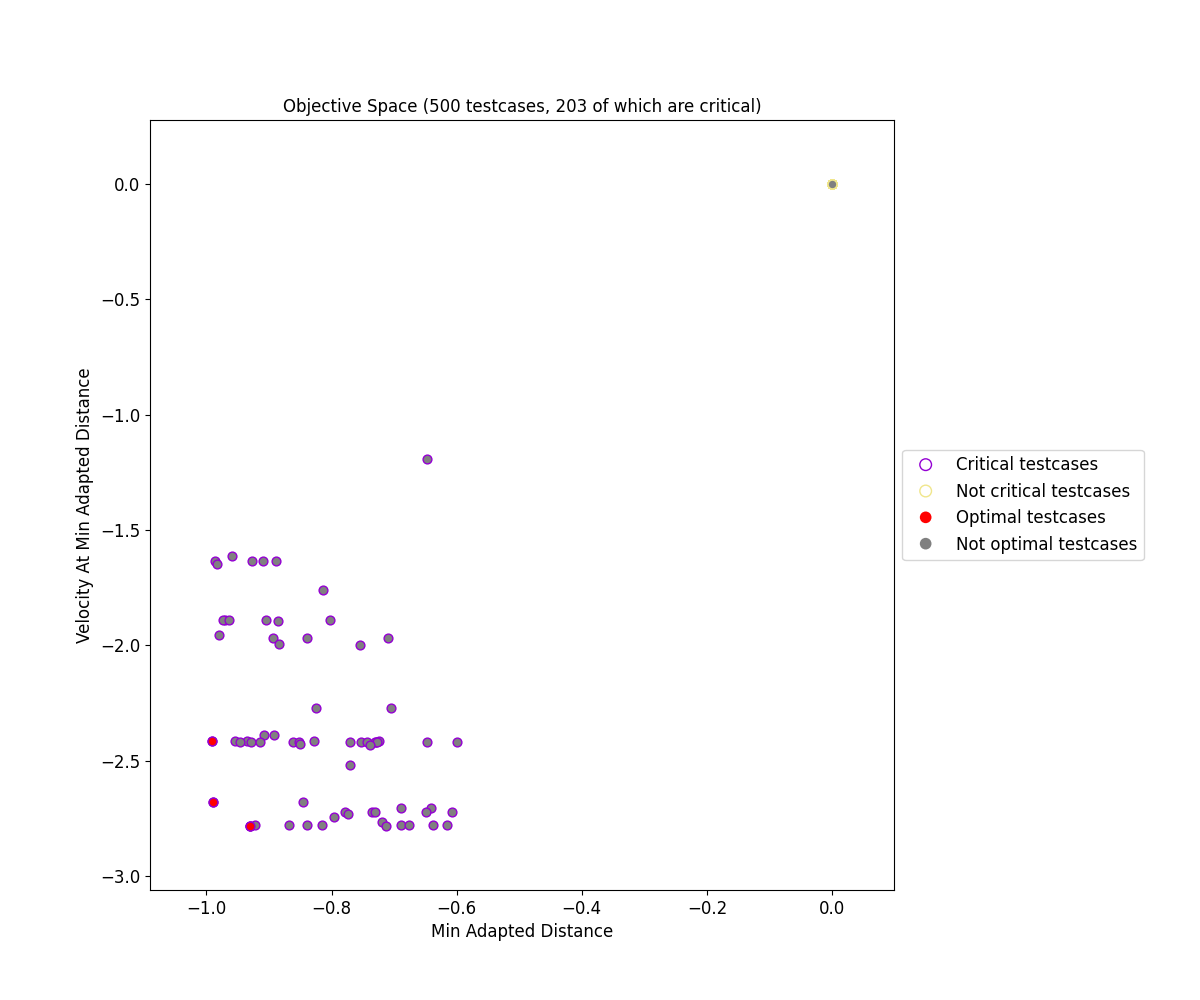 Objective Space (500 testcases, 203 of which are critical)
Velocity At Min Adapted Distance
0.0
−0.5
−1.0
−1.5
−2.0
−2.5
−3.0
−1.0
−0.8
−0.6
−0.4
−0.2
0.0
Min Adapted Distance
Critical testcases
Not critical testcases
Optimal testcases
Not optimal testcases